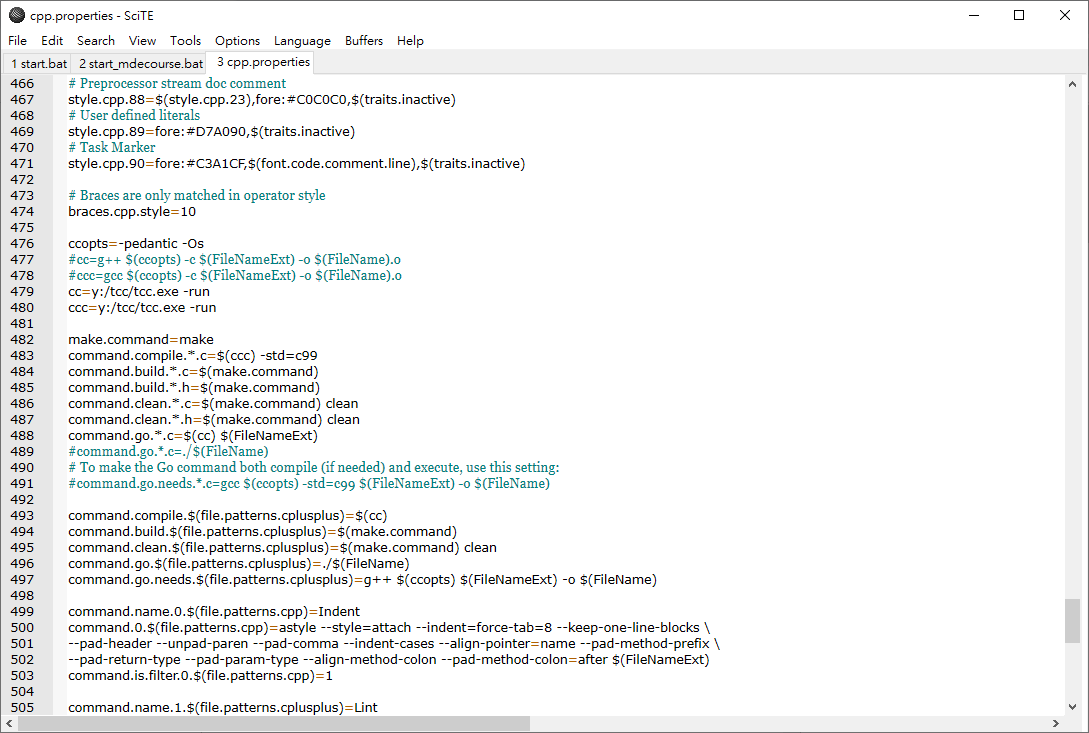 cpp.properties - SciTE
File Edit Search View Tools Options Language Buffers Help
1 start.bat 2 start_mdecourse.bat 3 cpp.properties
466 # Preprocessor stream doc comment
467 style.cpp.88=$(style.cpp.23),fore:#C0C0C0,$(traits.inactive)
468 # User defined literals
469 style.cpp.89=fore:#D7A090,$(traits.inactive)
470 # Task Marker
471 style.cpp.90=fore:#C3A1CF,$(font.code.comment.line),$(traits.inactive)
472
473 # Braces are only matched in operator style
474 braces.cpp.style=10
475
476 ccopts=-pedantic -Os
477 #cc=g++ $(ccopts) -c $(FileNameExt) -o $(FileName).o
478 #ccc=gcc $(ccopts) -c $(FileNameExt) -o $(FileName).o
479 cc=y:/tcc/tcc.exe -run
480 ccc=y:/tcc/tcc.exe -run
481
482 make.command=make
483 command.compile.*.c=$(ccc) -std=c99
484 command.build.*.c=$(make.command)
485 command.build.*.h=$(make.command)
486 command.clean.*.c=$(make.command) clean
487 command.clean.*.h=$(make.command) clean
488 command.go.*.c=$(cc) $(FileNameExt)
489 #command.go.*.c=./$(FileName)
490 # To make the Go command both compile (if needed) and execute, use this setting:
491 #command.go.needs.*.c=gcc $(ccopts) -std=c99 $(FileNameExt) -o $(FileName)
492
493 command.compile.$(file.patterns.cplusplus)=$(cc)
494 command.build.$(file.patterns.cplusplus)=$(make.command)
495 command.clean.$(file.patterns.cplusplus)=$(make.command) clean
496 command.go.$(file.patterns.cplusplus)=./$(FileName)
497 command.go.needs.$(file.patterns.cplusplus)=g++ $(ccopts) $(FileNameExt) -o $(FileName)
498
499 command.name.0.$(file.patterns.cpp)=Indent
500 command.0.$(file.patterns.cpp)=astyle --style=attach --indent=force-tab=8 --keep-one-line-blocks \
501 --pad-header --unpad-paren --pad-comma --indent-cases --align-pointer=name --pad-method-prefix \
502 --pad-return-type --pad-param-type --align-method-colon --pad-method-colon=after $(FileNameExt)
503 command.is.filter.0.$(file.patterns.cpp)=1
504
505 command.name.1.$(file.patterns.cplusplus)=Lint